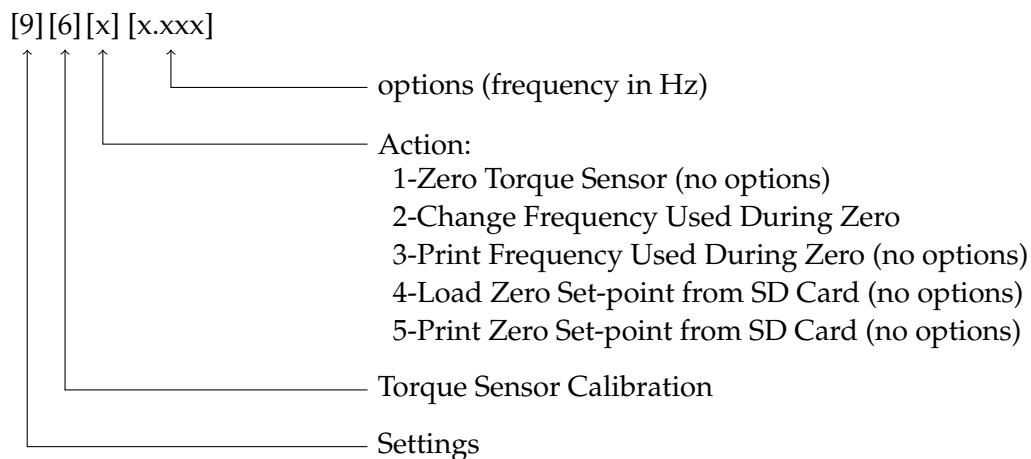 [9][6][x] [x.xxx]
options (frequency in Hz)
Action:
1-Zero Torque Sensor (no options)
2-Change Frequency Used During Zero
3-Print Frequency Used During Zero (no options)
4-Load Zero Set-point from SD Card (no options)
5-Print Zero Set-point from SD Card (no options)
Torque Sensor Calibration
Settings